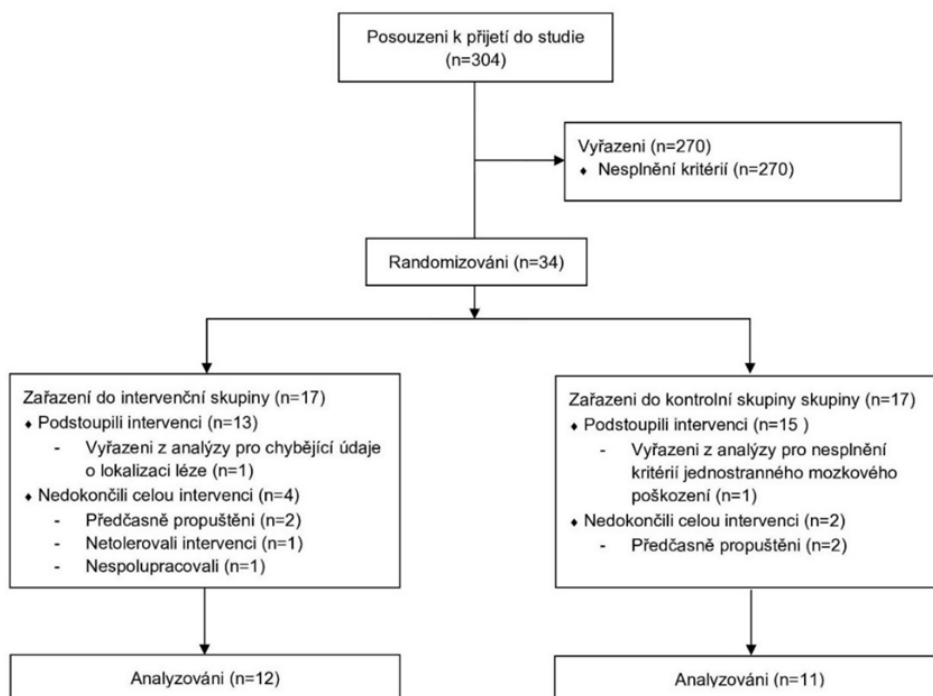 Posouzeni k přijetí do studie
(n=304)
Vyřazeni (n=270)
♦ Nesplnění kritérií (n=270)
Randomizováni (n=34)
Zařazení do intervenční skupiny (n=17)
♦ Podstoupili intervenci (n=13)
- Vyřazeni z analýzy pro chybějící údaje
o lokalizaci léze (n=1)
♦ Nedokončili celou intervenci (n=4)
- Předčasně propuštěni (n=2)
- Netolerovali intervenci (n=1)
- Nespolupracovali (n=1)
Zařazeni do kontrolní skupiny skupiny (n=17)
♦ Podstoupili intervenci (n=15 )
- Vyřazeni z analýzy pro nesplnění
kritérií jednostranného mozkového
poškození (n=1)
♦ Nedokončili celou intervenci (n=2)
- Předčasně propuštěni (n=2)
Analyzováni (n=12)
Analyzováni (n=11)